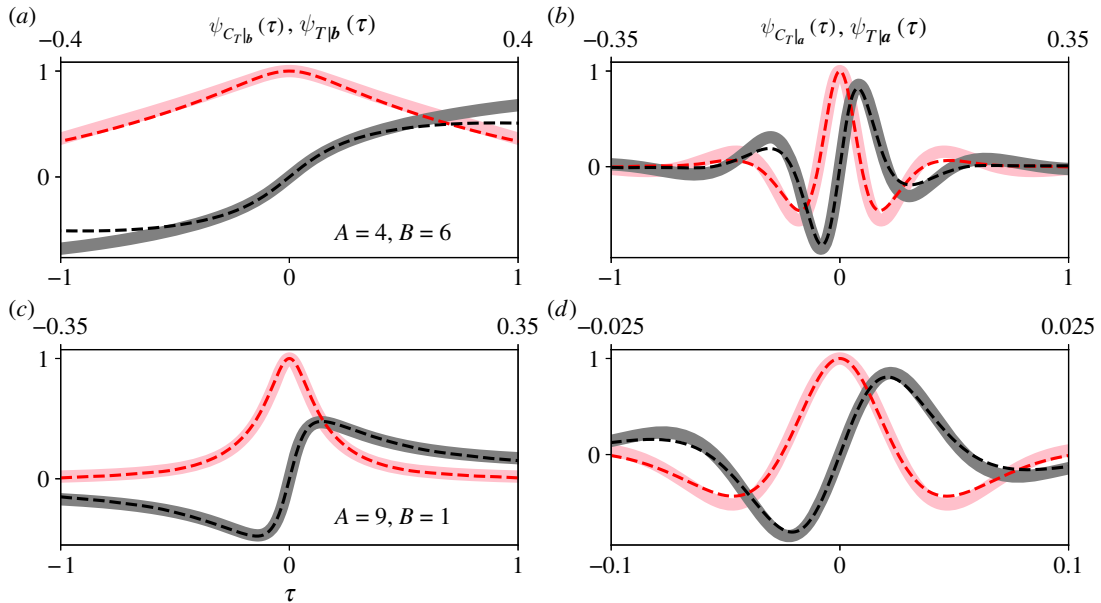 (a) ψ_{C_T|b}(τ), ψ_{T|b}(τ) (b) ψ_{C_T|a}(τ), ψ_{T|a}(τ)
−0.4 0.4 −0.35 0.35
1 1
0 0
A = 4, B = 6
−1 0 1 −1 0 1
(c) (d)
−0.35 0.35 −0.025 0.025
1 1
0 0
A = 9, B = 1
−1 0 1 −0.1 0 0.1
τ